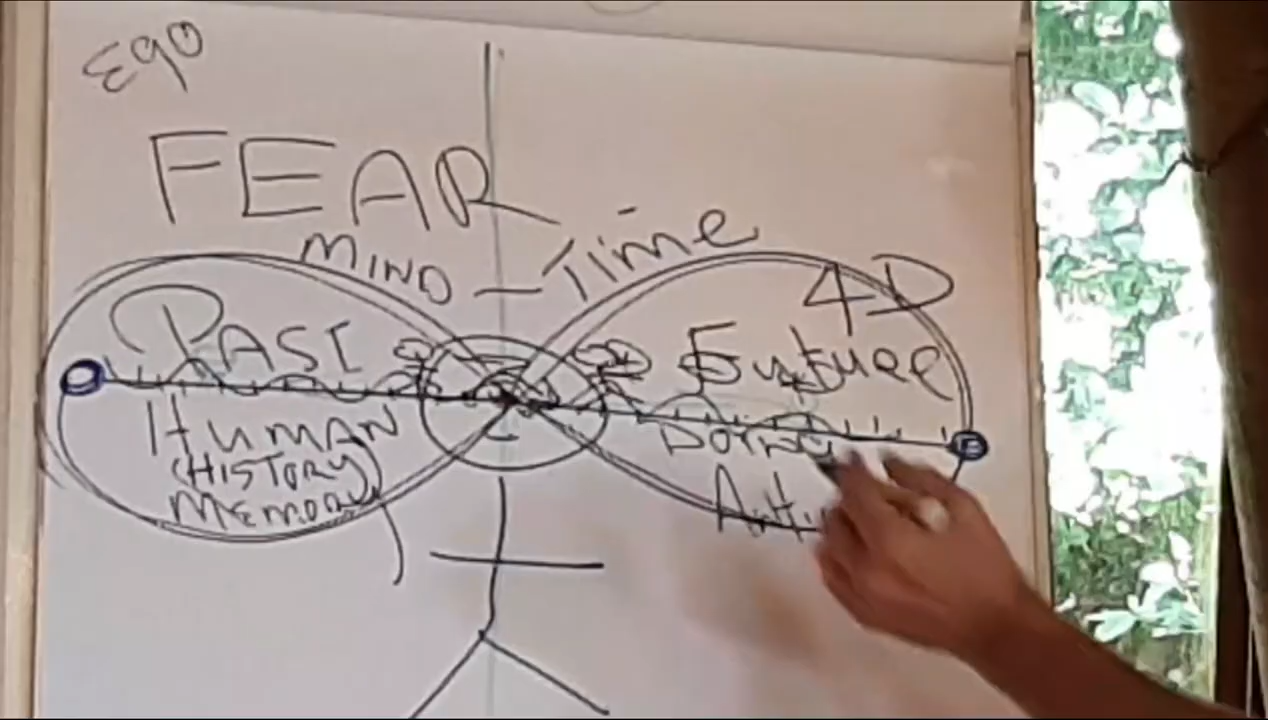 Ego
FEAR
MIND - Time
4D
PAST
Future
HUMAN
(HISTORY)
MEMORY
Doing